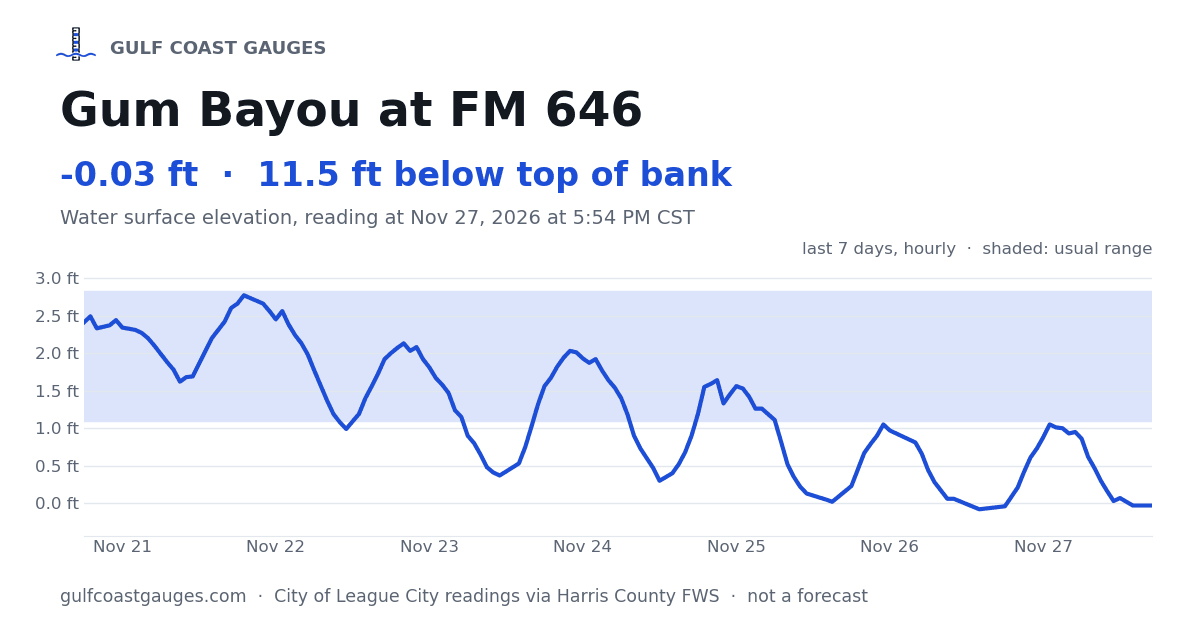 GULF COAST GAUGES
Gum Bayou at FM 646
-0.03 ft · 11.5 ft below top of bank
Water surface elevation, reading at Nov 27, 2026 at 5:54 PM CST
last 7 days, hourly · shaded: usual range
3.0 ft
2.5 ft
2.0 ft
1.5 ft
1.0 ft
0.5 ft
0.0 ft
Nov 21 Nov 22 Nov 23 Nov 24 Nov 25 Nov 26 Nov 27
gulfcoastgauges.com · City of League City readings via Harris County FWS · not a forecast